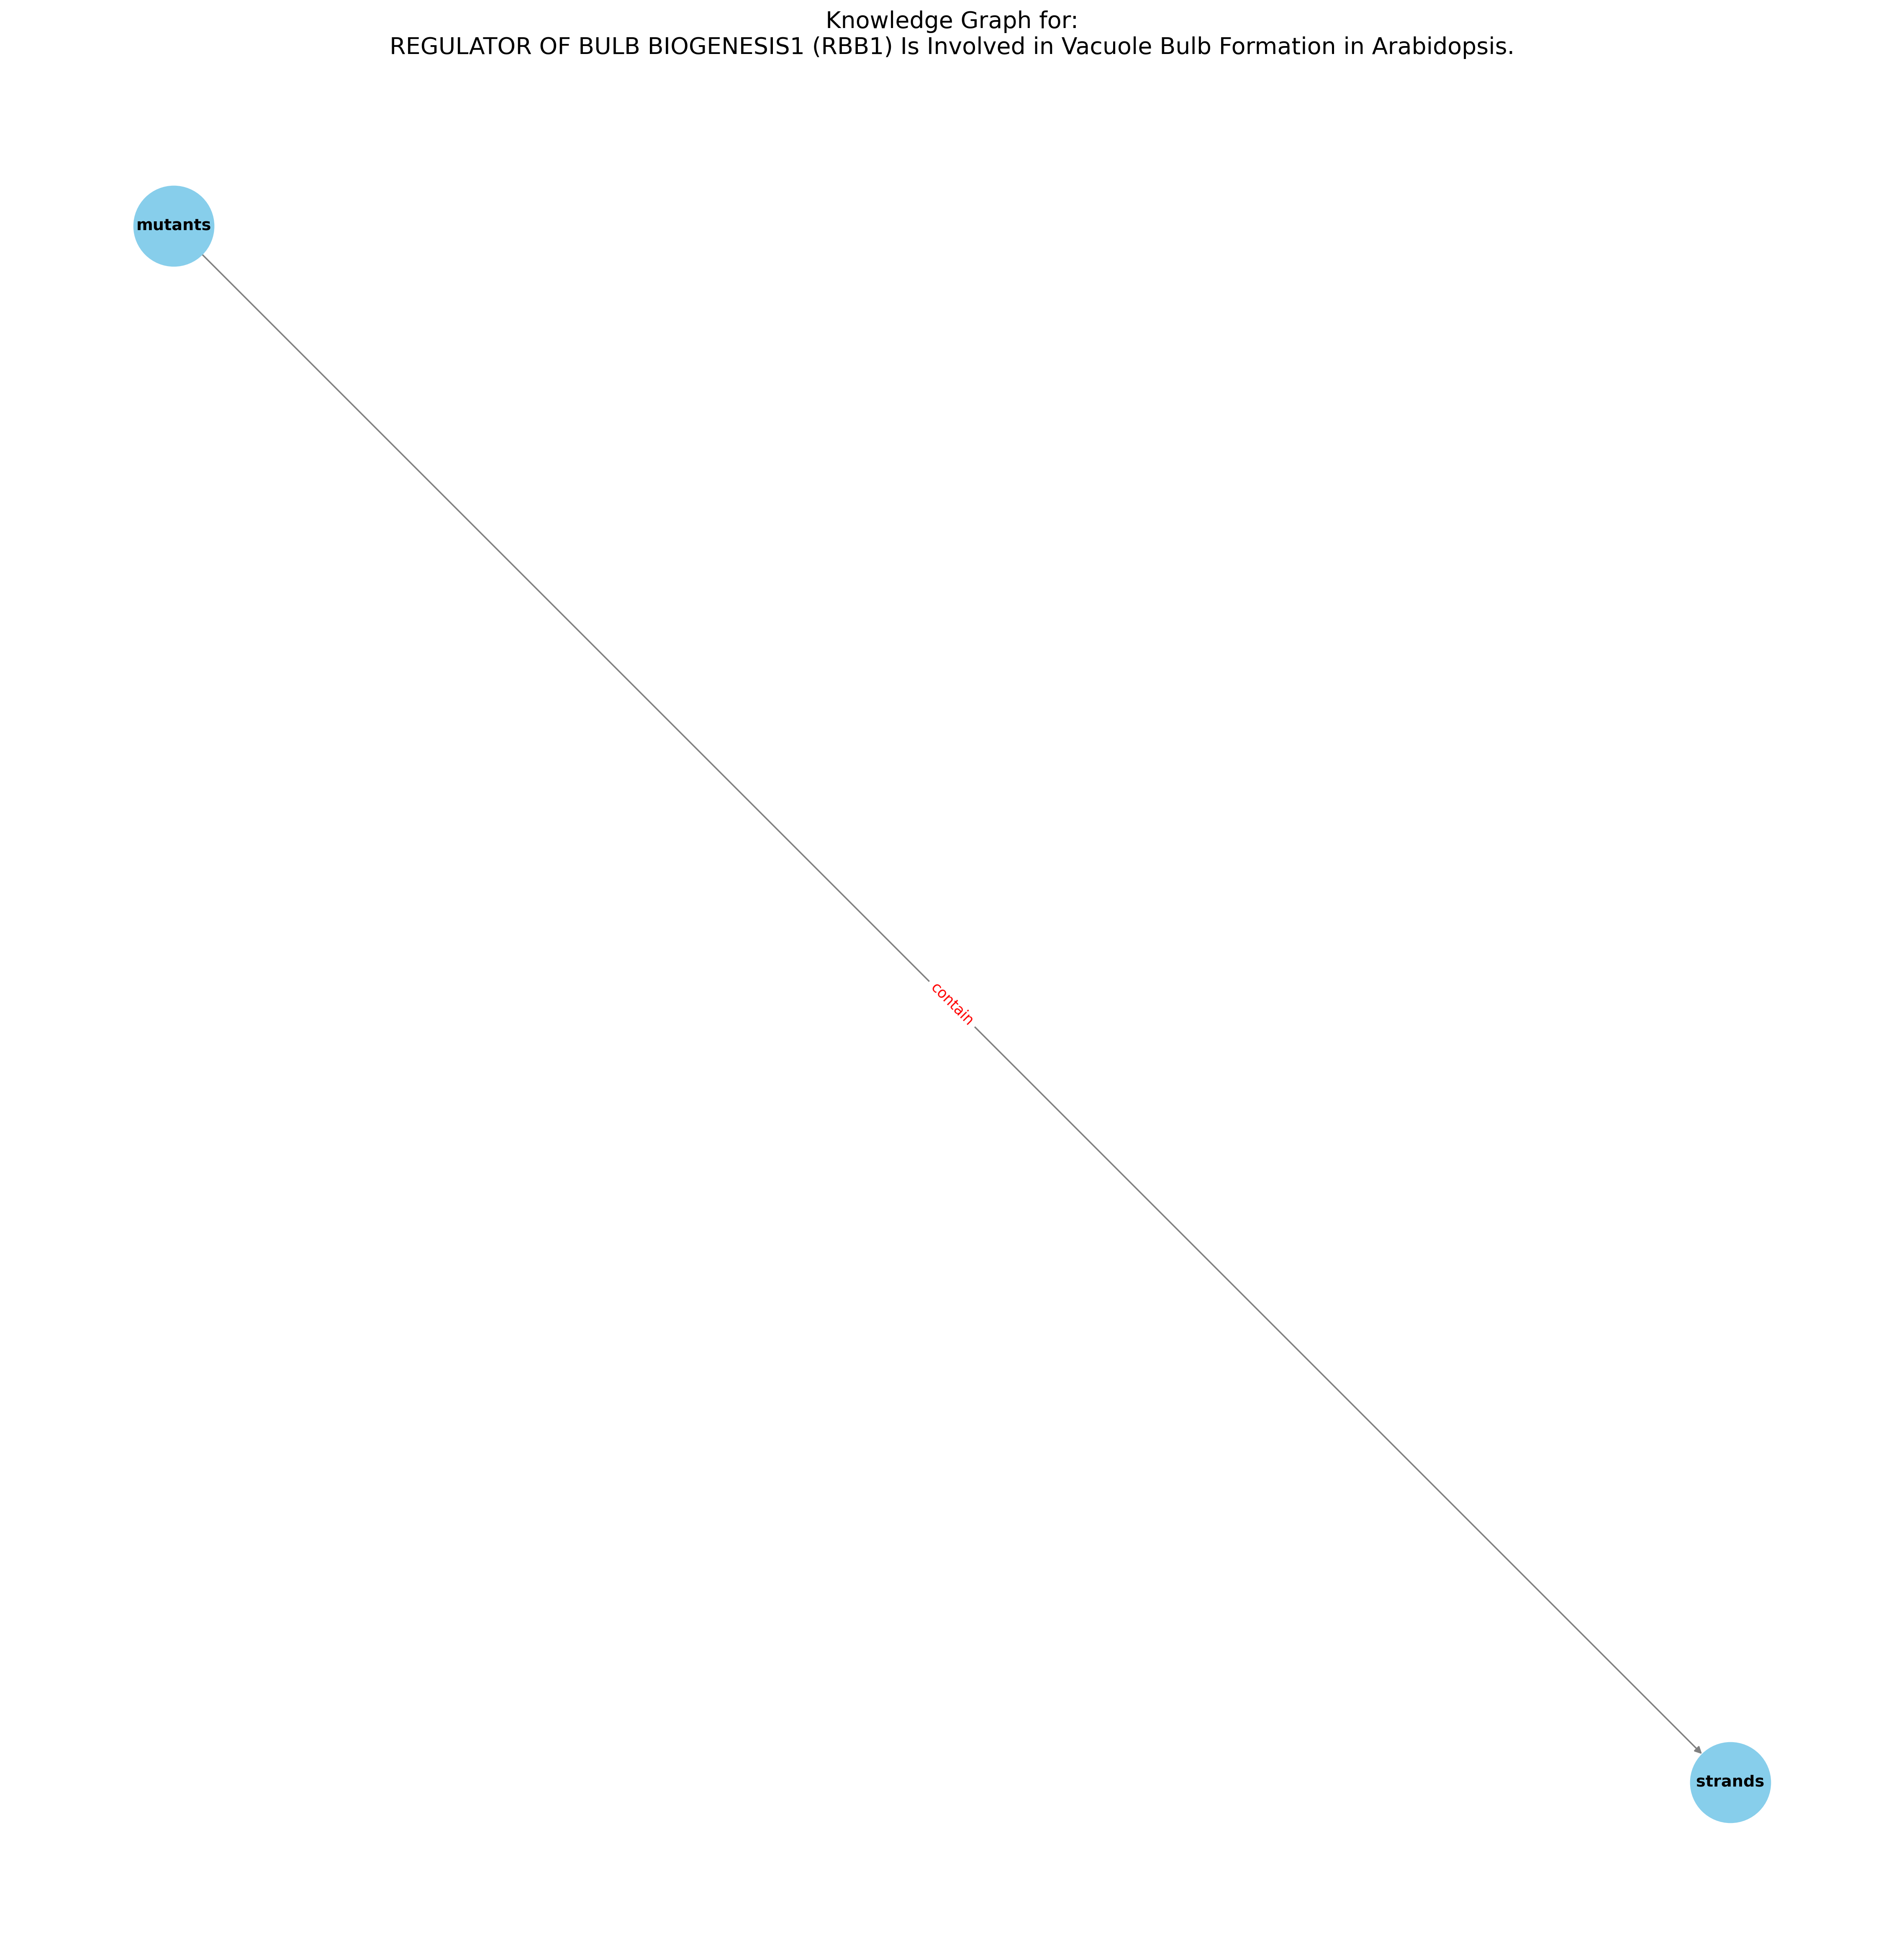 Knowledge Graph for:
REGULATOR OF BULB BIOGENESIS1 (RBB1) Is Involved in Vacuole Bulb Formation in Arabidopsis.
mutants
contain
strands